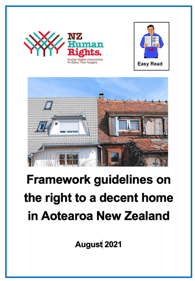 NZ
Human
Rights.
Easy Read
Framework guidelines on
the right to a decent home
in Aotearoa New Zealand
August 2021